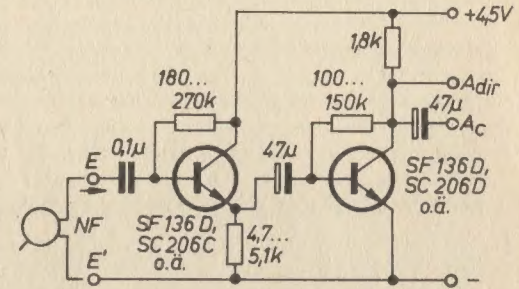 +4,5V
1,8k
180...
270k
100...
150k
Adir
47µ
Ac
0,1µ
E
47µ
NF
E'
SF 136 D,
SC 206 C
o.ä.
4,7...
5,1k
SF 136 D,
SC 206 D
o.ä.
−